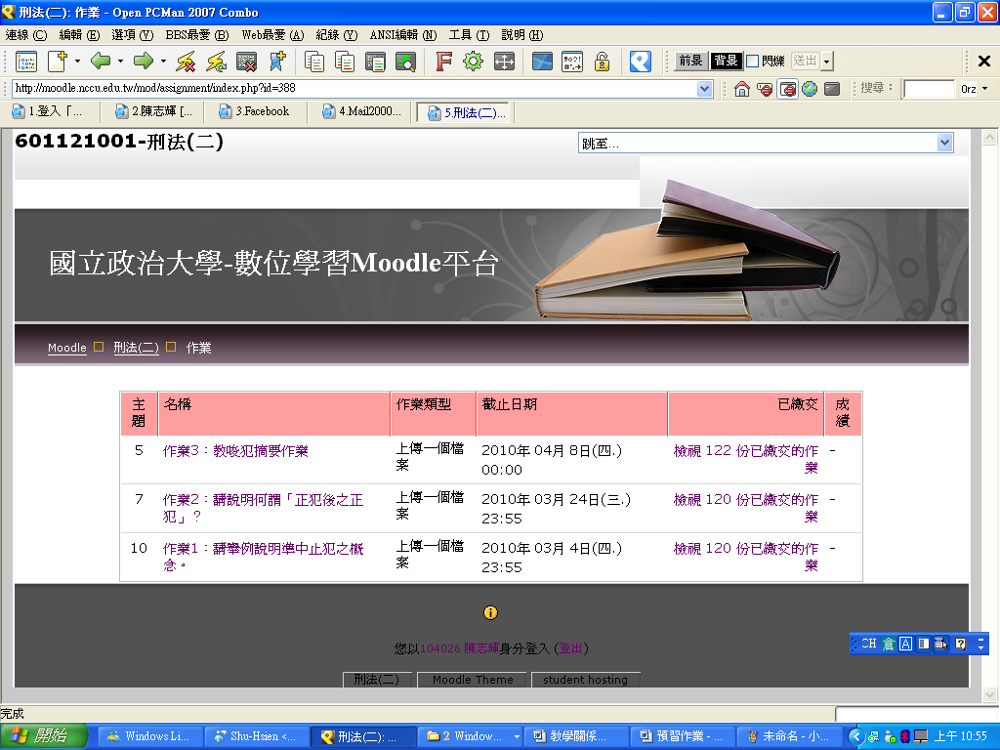 刑法(二): 作業 - Open PCMan 2007 Combo
連線 (C) 編輯 (E) 選項 (Y) BBS最愛 (B) Web最愛 (A) 紀錄 (Y) ANSI編輯 (N) 工具 (T) 說明 (H)
前景 背景 閃爍 送出
http://moodle.nccu.edu.tw/mod/assignment/index.php?id=388 搜尋： Orz
1.登入「... 2.陳志輝 [... 3.Facebook 4.Mail2000... 5.刑法(二)...
601121001-刑法(二) 跳至...
國立政治大學-數位學習Moodle平台
Moodle 刑法(二) 作業
主題 名稱 作業類型 截止日期 已繳交 成績
5 作業3：教唆犯摘要作業 上傳一個檔案 2010年 04月 8日(四.) 00:00 檢視 122 份已繳交的作業 -
7 作業2：請說明何謂「正犯後之正犯」？ 上傳一個檔案 2010年 03月 24日(三.) 23:55 檢視 120 份已繳交的作業 -
10 作業1：請舉例說明準中止犯之概念。 上傳一個檔案 2010年 03月 4日(四.) 23:55 檢視 120 份已繳交的作業 -
您以104026 陳志輝身分登入 (登出)
CH A
刑法(二) Moodle Theme student hosting
完成
開始 Windows Li... Shu-Hsien <... 刑法(二):... 2 Window... 教學關係... 預習作業 - ... 未命名 - 小... 上午 10:55